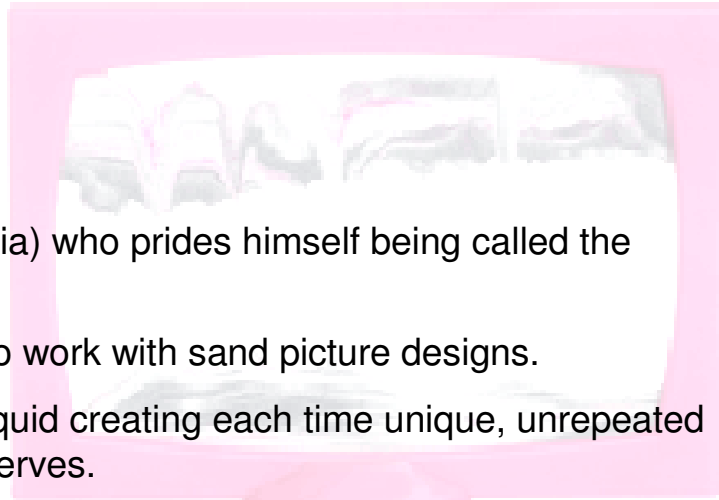 ia) who prides himself being called the
work with sand picture designs.
quid creating each time unique, unrepeated
erves.